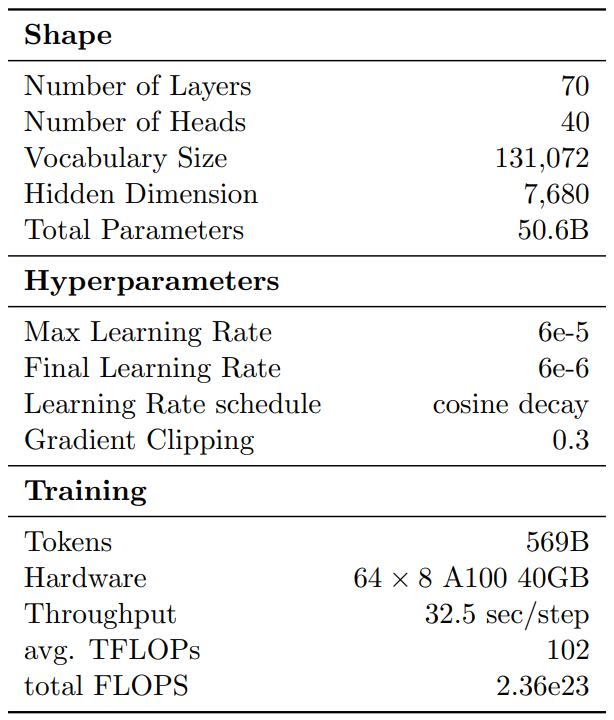 Shape
Number of Layers 70
Number of Heads 40
Vocabulary Size 131,072
Hidden Dimension 7,680
Total Parameters 50.6B
Hyperparameters
Max Learning Rate 6e-5
Final Learning Rate 6e-6
Learning Rate schedule cosine decay
Gradient Clipping 0.3
Training
Tokens 569B
Hardware 64 × 8 A100 40GB
Throughput 32.5 sec/step
avg. TFLOPs 102
total FLOPS 2.36e23